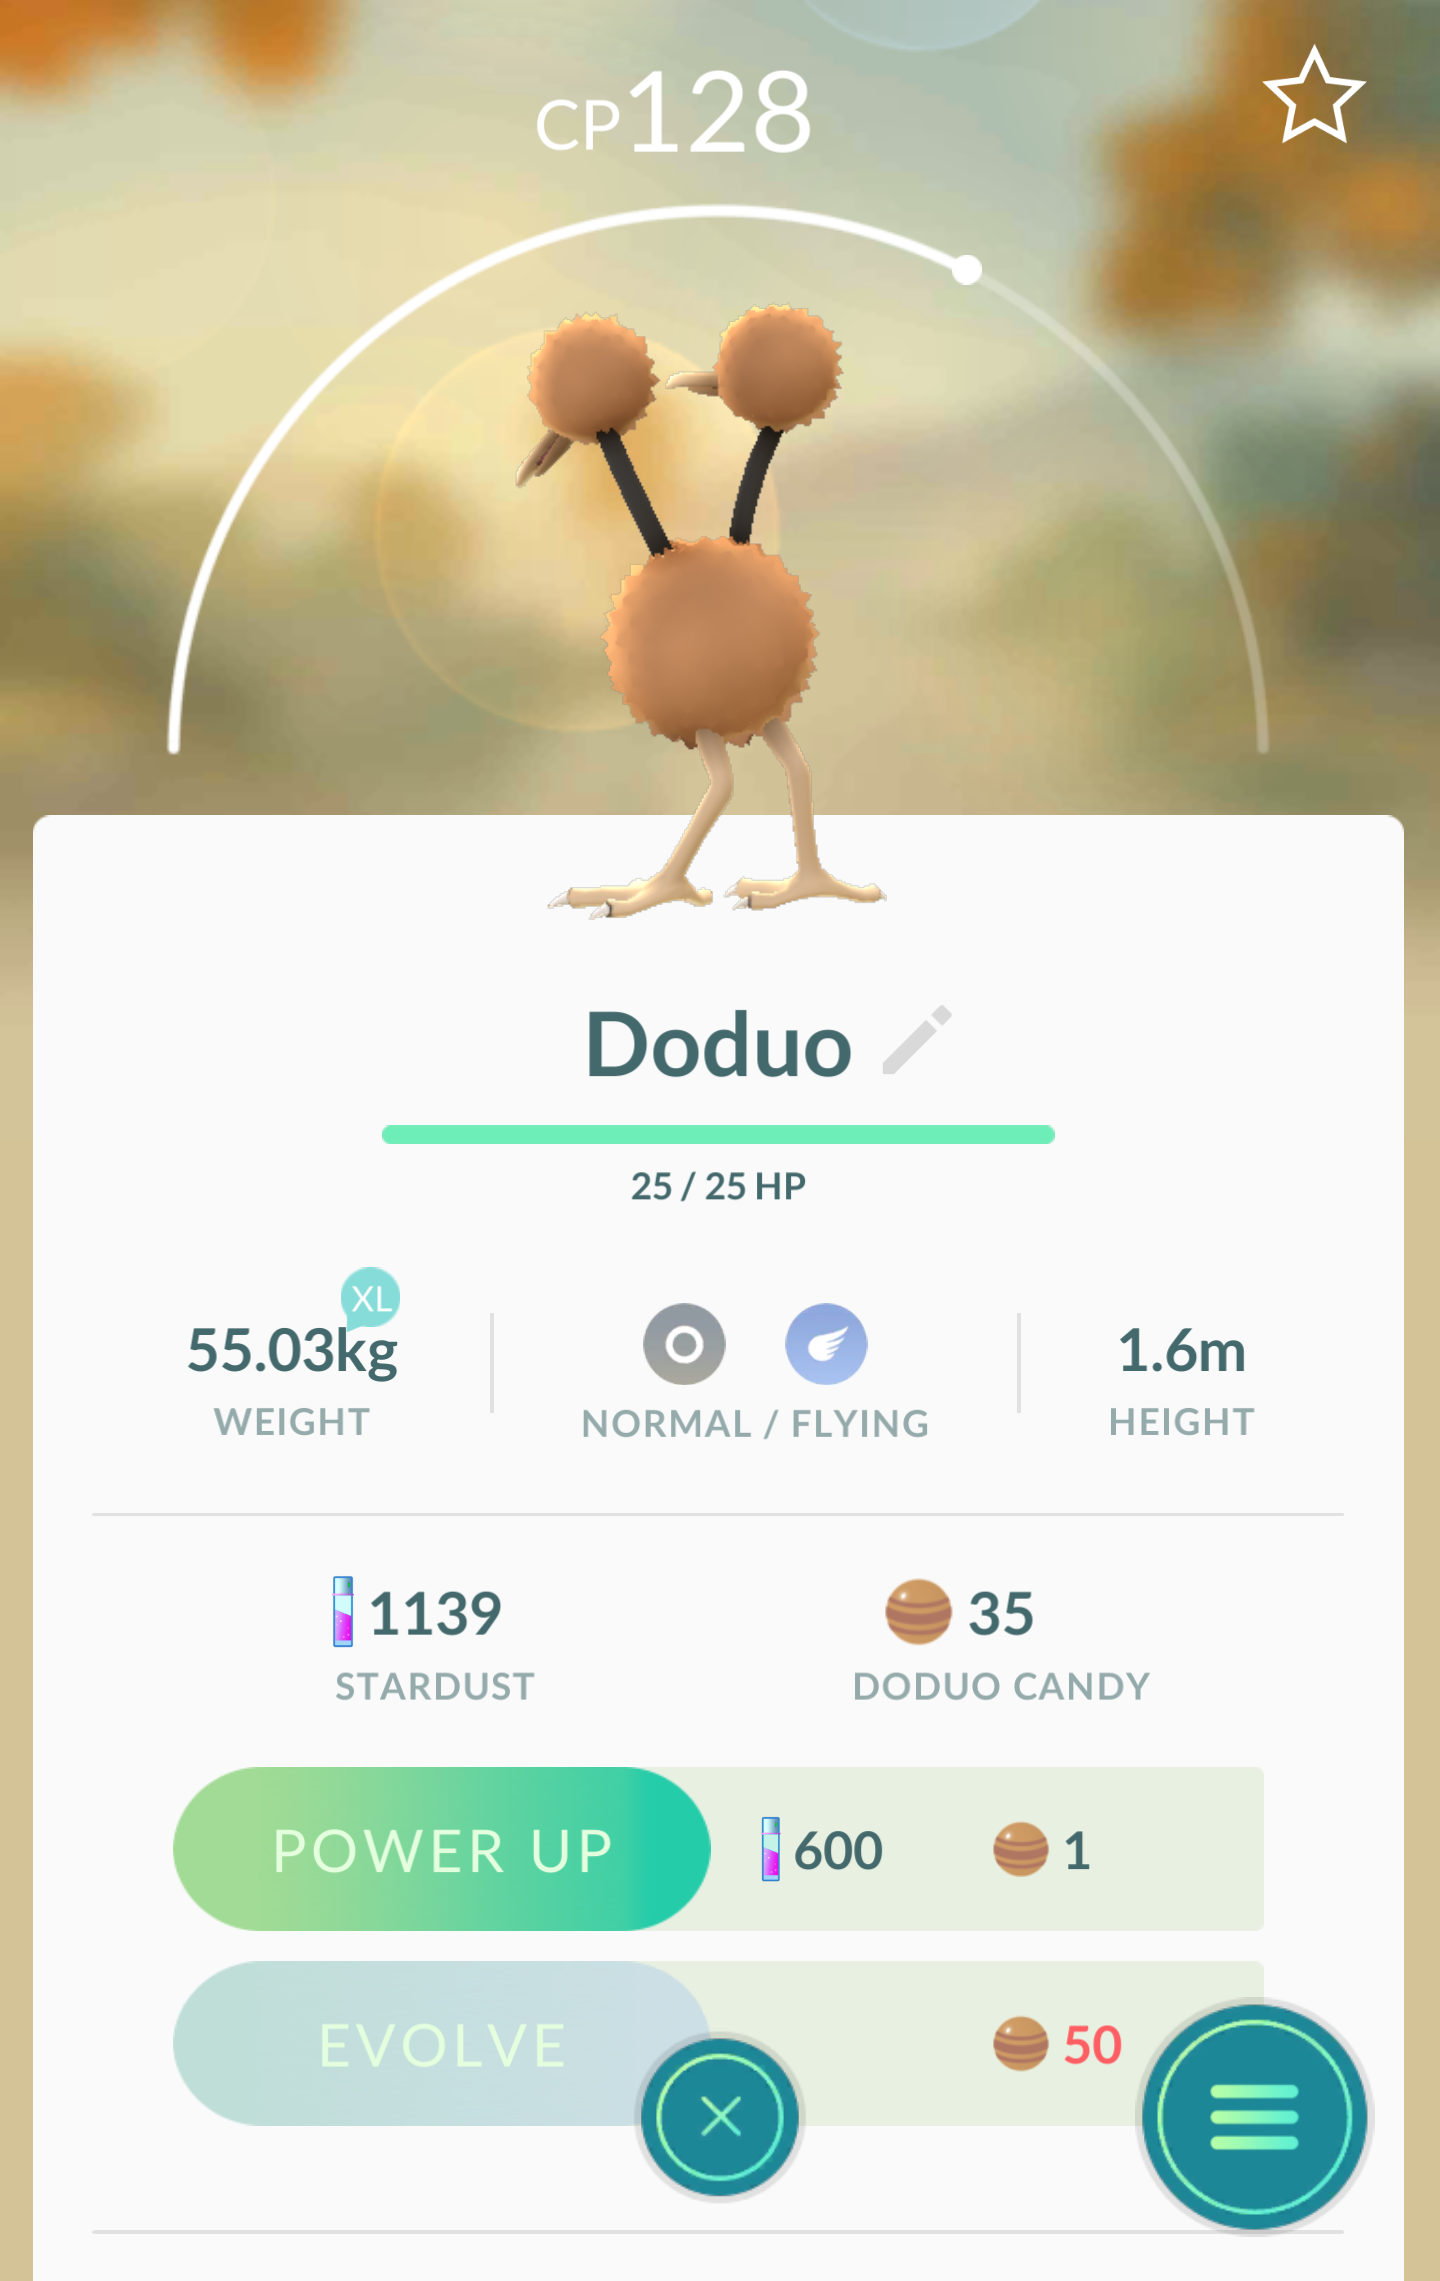 CP128
Doduo
25 / 25 HP
XL
55.03kg
WEIGHT
NORMAL / FLYING
1.6m
HEIGHT
1139
STARDUST
35
DODUO CANDY
POWER UP 600 1
EVOLVE 50